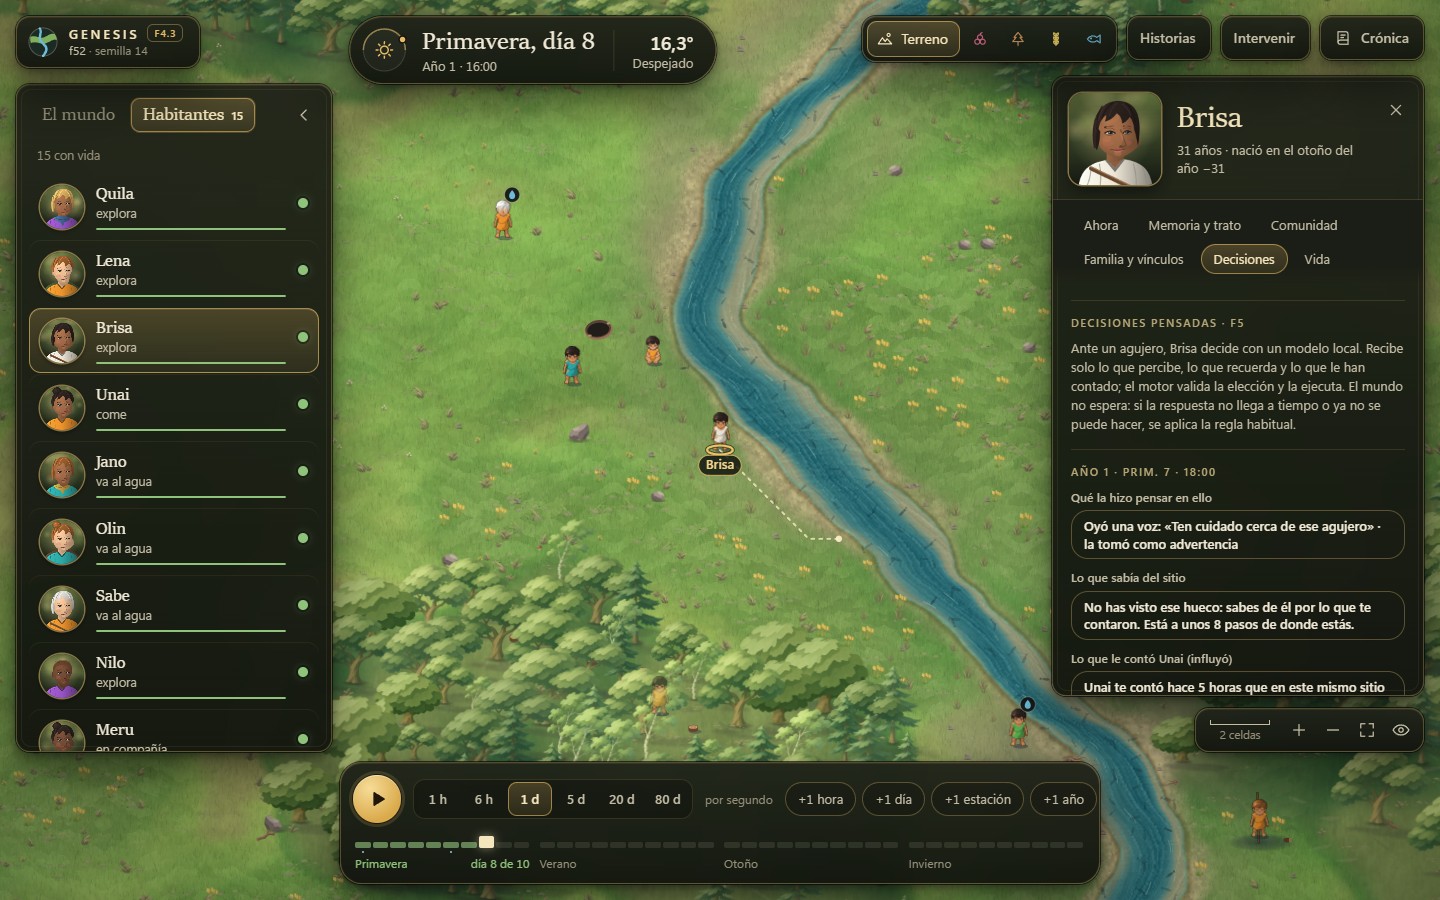 GENESIS F4.3
f52 · semilla 14
Primavera, día 8
Año 1 · 16:00
16,3°
Despejado
Terreno
Historias
Intervenir
Crónica
El mundo
Habitantes 15
15 con vida
Quila
explora
Lena
explora
Brisa
explora
Unai
come
Jano
va al agua
Olin
va al agua
Sabe
va al agua
Nilo
explora
Meru
en compañía
Brisa
Brisa
31 años · nació en el otoño del
año −31
Ahora
Memoria y trato
Comunidad
Familia y vínculos
Decisiones
Vida
DECISIONES PENSADAS · F5
Ante un agujero, Brisa decide con un modelo local. Recibe
solo lo que percibe, lo que recuerda y lo que le han
contado; el motor valida la elección y la ejecuta. El mundo
no espera: si la respuesta no llega a tiempo o ya no se
puede hacer, se aplica la regla habitual.
AÑO 1 · PRIM. 7 · 18:00
Qué la hizo pensar en ello
Oyó una voz: «Ten cuidado cerca de ese agujero» ·
la tomó como advertencia
Lo que sabía del sitio
No has visto ese hueco: sabes de él por lo que te
contaron. Está a unos 8 pasos de donde estás.
Lo que le contó Unai (influyó)
Unai te contó hace 5 horas que en este mismo sitio
2 celdas
1 h
6 h
1 d
5 d
20 d
80 d
por segundo
+1 hora
+1 día
+1 estación
+1 año
Primavera
día 8 de 10
Verano
Otoño
Invierno